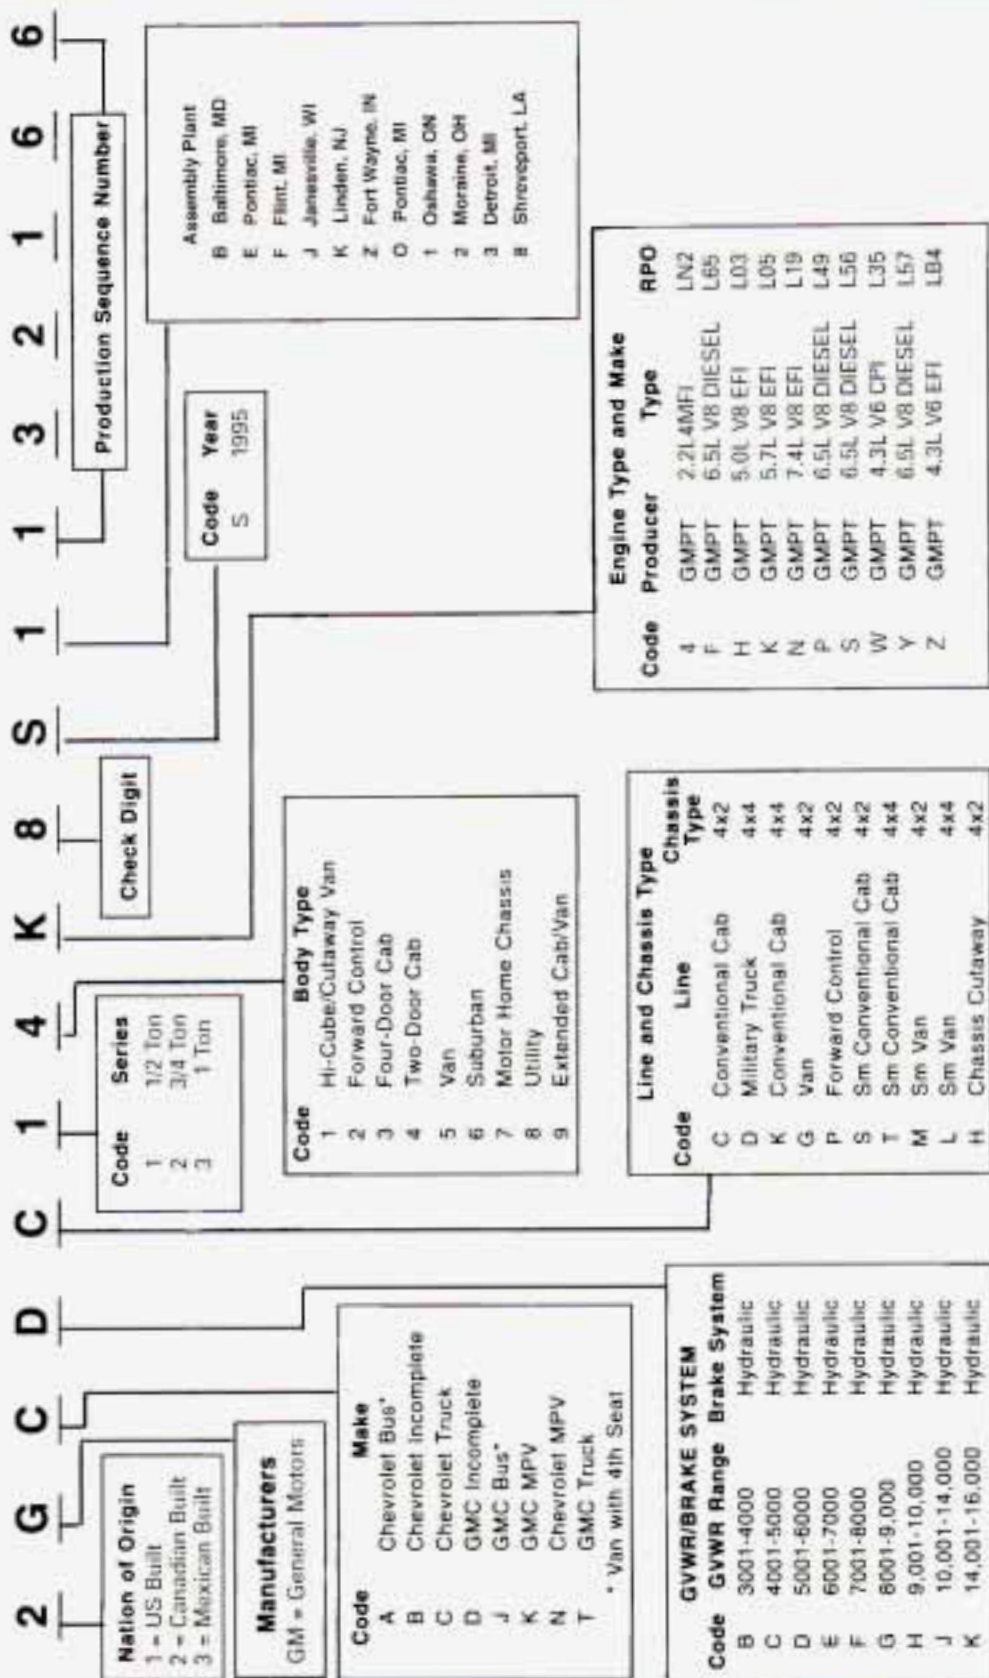 2 G C D C 1 4 K 8 S 1 1 3 2 1 6 6
Nation of Origin
1 = US Built
2 = Canadian Built
3 = Mexican Built
Manufacturers
GM = General Motors
Code Make
A Chevrolet Bus*
B Chevrolet Incomplete
C Chevrolet Truck
D GMC Incomplete
J GMC Bus*
K GMC MPV
N Chevrolet MPV
T GMC Truck
* Van with 4th Seat
GVWR/BRAKE SYSTEM
Code GVWR Range Brake System
B 3001-4000 Hydraulic
C 4001-5000 Hydraulic
D 5001-6000 Hydraulic
E 6001-7000 Hydraulic
F 7001-8000 Hydraulic
G 8001-9,000 Hydraulic
H 9,001-10,000 Hydraulic
J 10,001-14,000 Hydraulic
K 14,001-16,000 Hydraulic
Code Series
1 1/2 Ton
2 3/4 Ton
3 1 Ton
Code Body Type
1 Hi-Cube/Cutaway Van
2 Forward Control
3 Four-Door Cab
4 Two-Door Cab
5 Van
6 Suburban
7 Motor Home Chassis
8 Utility
9 Extended Cab/Van
Line and Chassis Type
Code Line Chassis Type
C Conventional Cab 4x2
D Military Truck 4x4
K Conventional Cab 4x4
G Van 4x2
P Forward Control 4x2
S Sm Conventional Cab 4x2
T Sm Conventional Cab 4x4
M Sm Van 4x2
L Sm Van 4x4
H Chassis Cutaway 4x2
Check Digit
Code Year
S 1995
Production Sequence Number
Assembly Plant
B Baltimore, MD
E Pontiac, MI
F Flint, MI
J Janesville, WI
K Linden, NJ
Z Fort Wayne, IN
O Pontiac, MI
1 Oshawa, ON
2 Moraine, OH
3 Detroit, MI
8 Shreveport, LA
Engine Type and Make
Code Producer Type RPO
4 GMPT 2.2L4MFI LN2
F GMPT 6.5L V8 DIESEL L65
H GMPT 5.0L V8 EFI L03
K GMPT 5.7L V8 EFI L05
N GMPT 7.4L V8 EFI L19
P GMPT 6.5L V8 DIESEL L49
S GMPT 6.5L V8 DIESEL L56
W GMPT 4.3L V6 CPI L35
Y GMPT 6.5L V8 DIESEL L57
Z GMPT 4.3L V6 EFI LB4